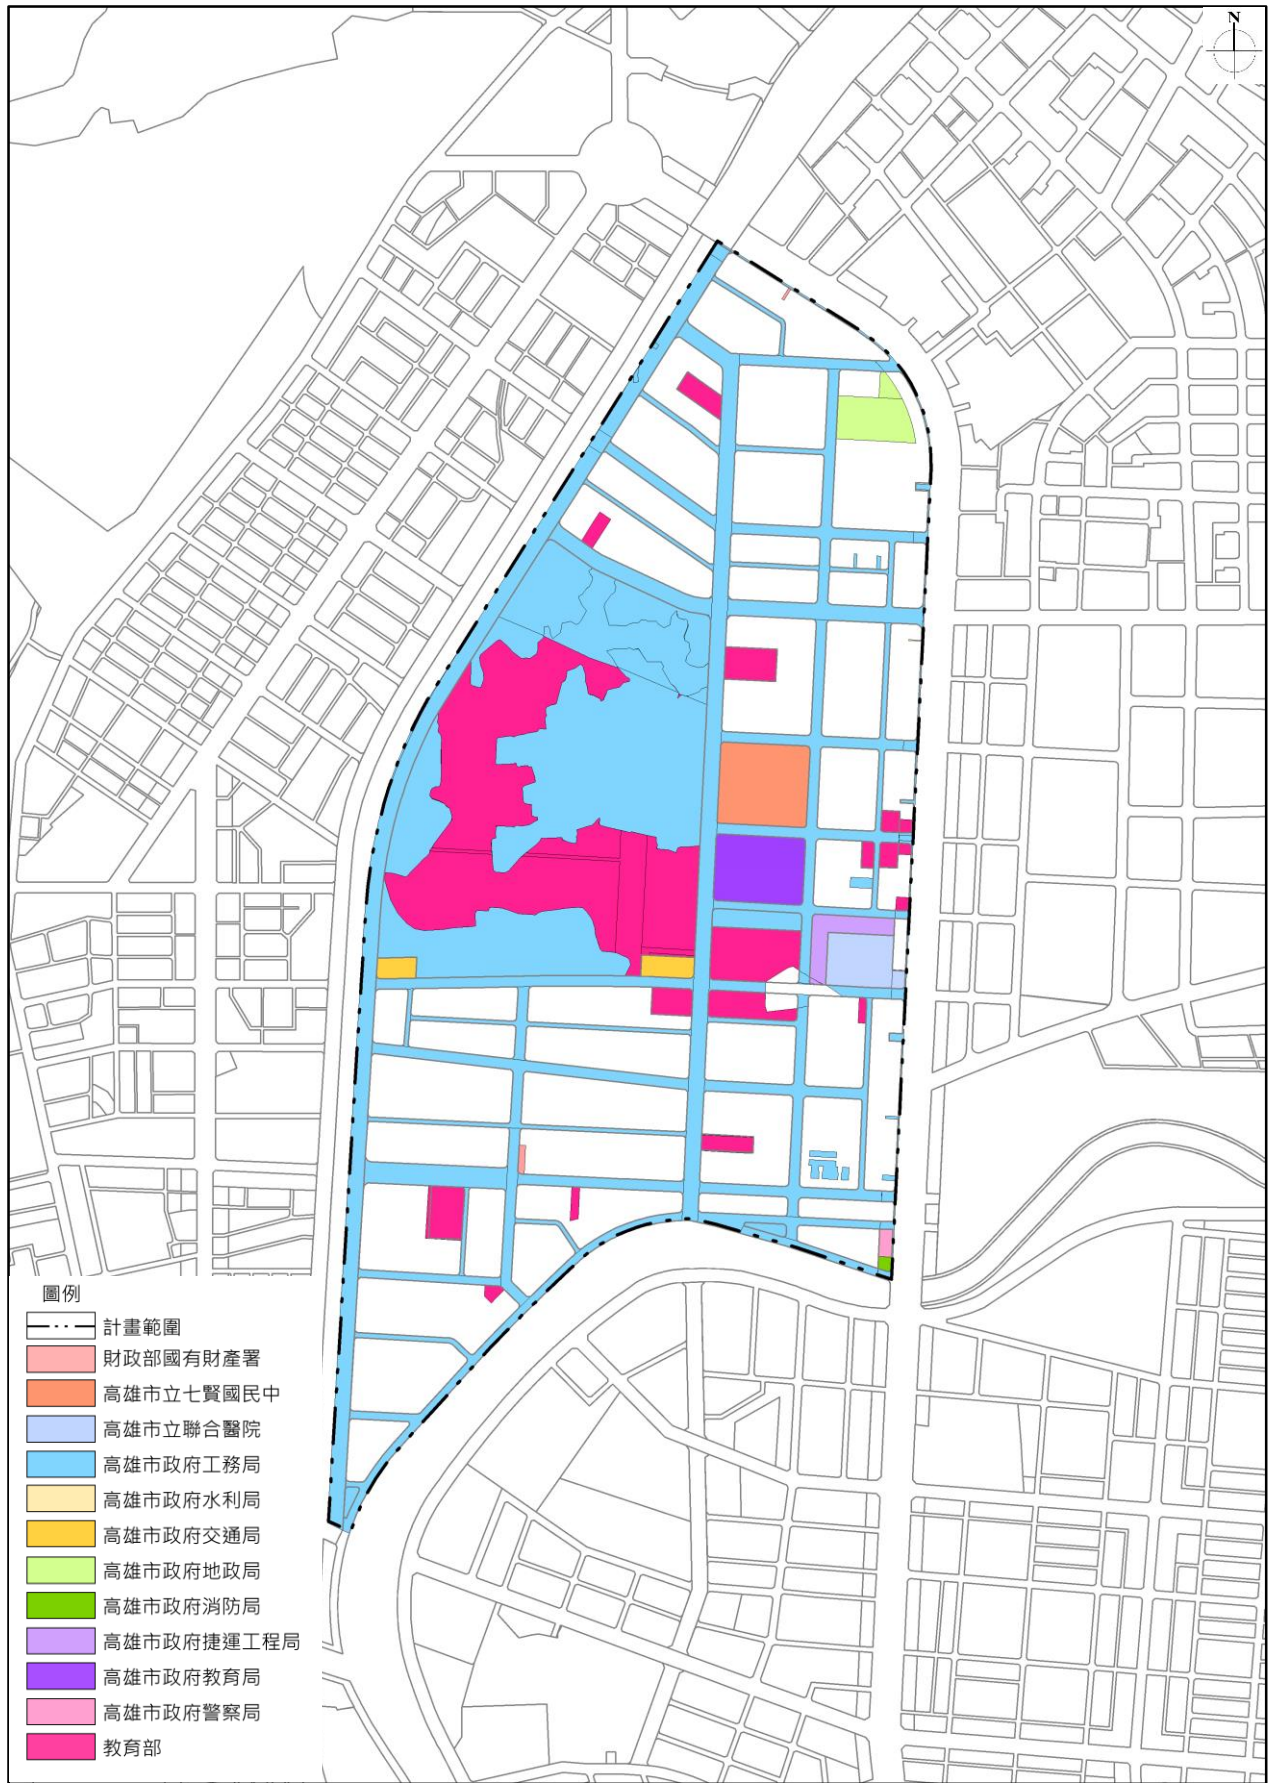 N
圖例
計畫範圍
財政部國有財產署
高雄市立七賢國民中
高雄市立聯合醫院
高雄市政府工務局
高雄市政府水利局
高雄市政府交通局
高雄市政府地政局
高雄市政府消防局
高雄市政府捷運工程局
高雄市政府教育局
高雄市政府警察局
教育部